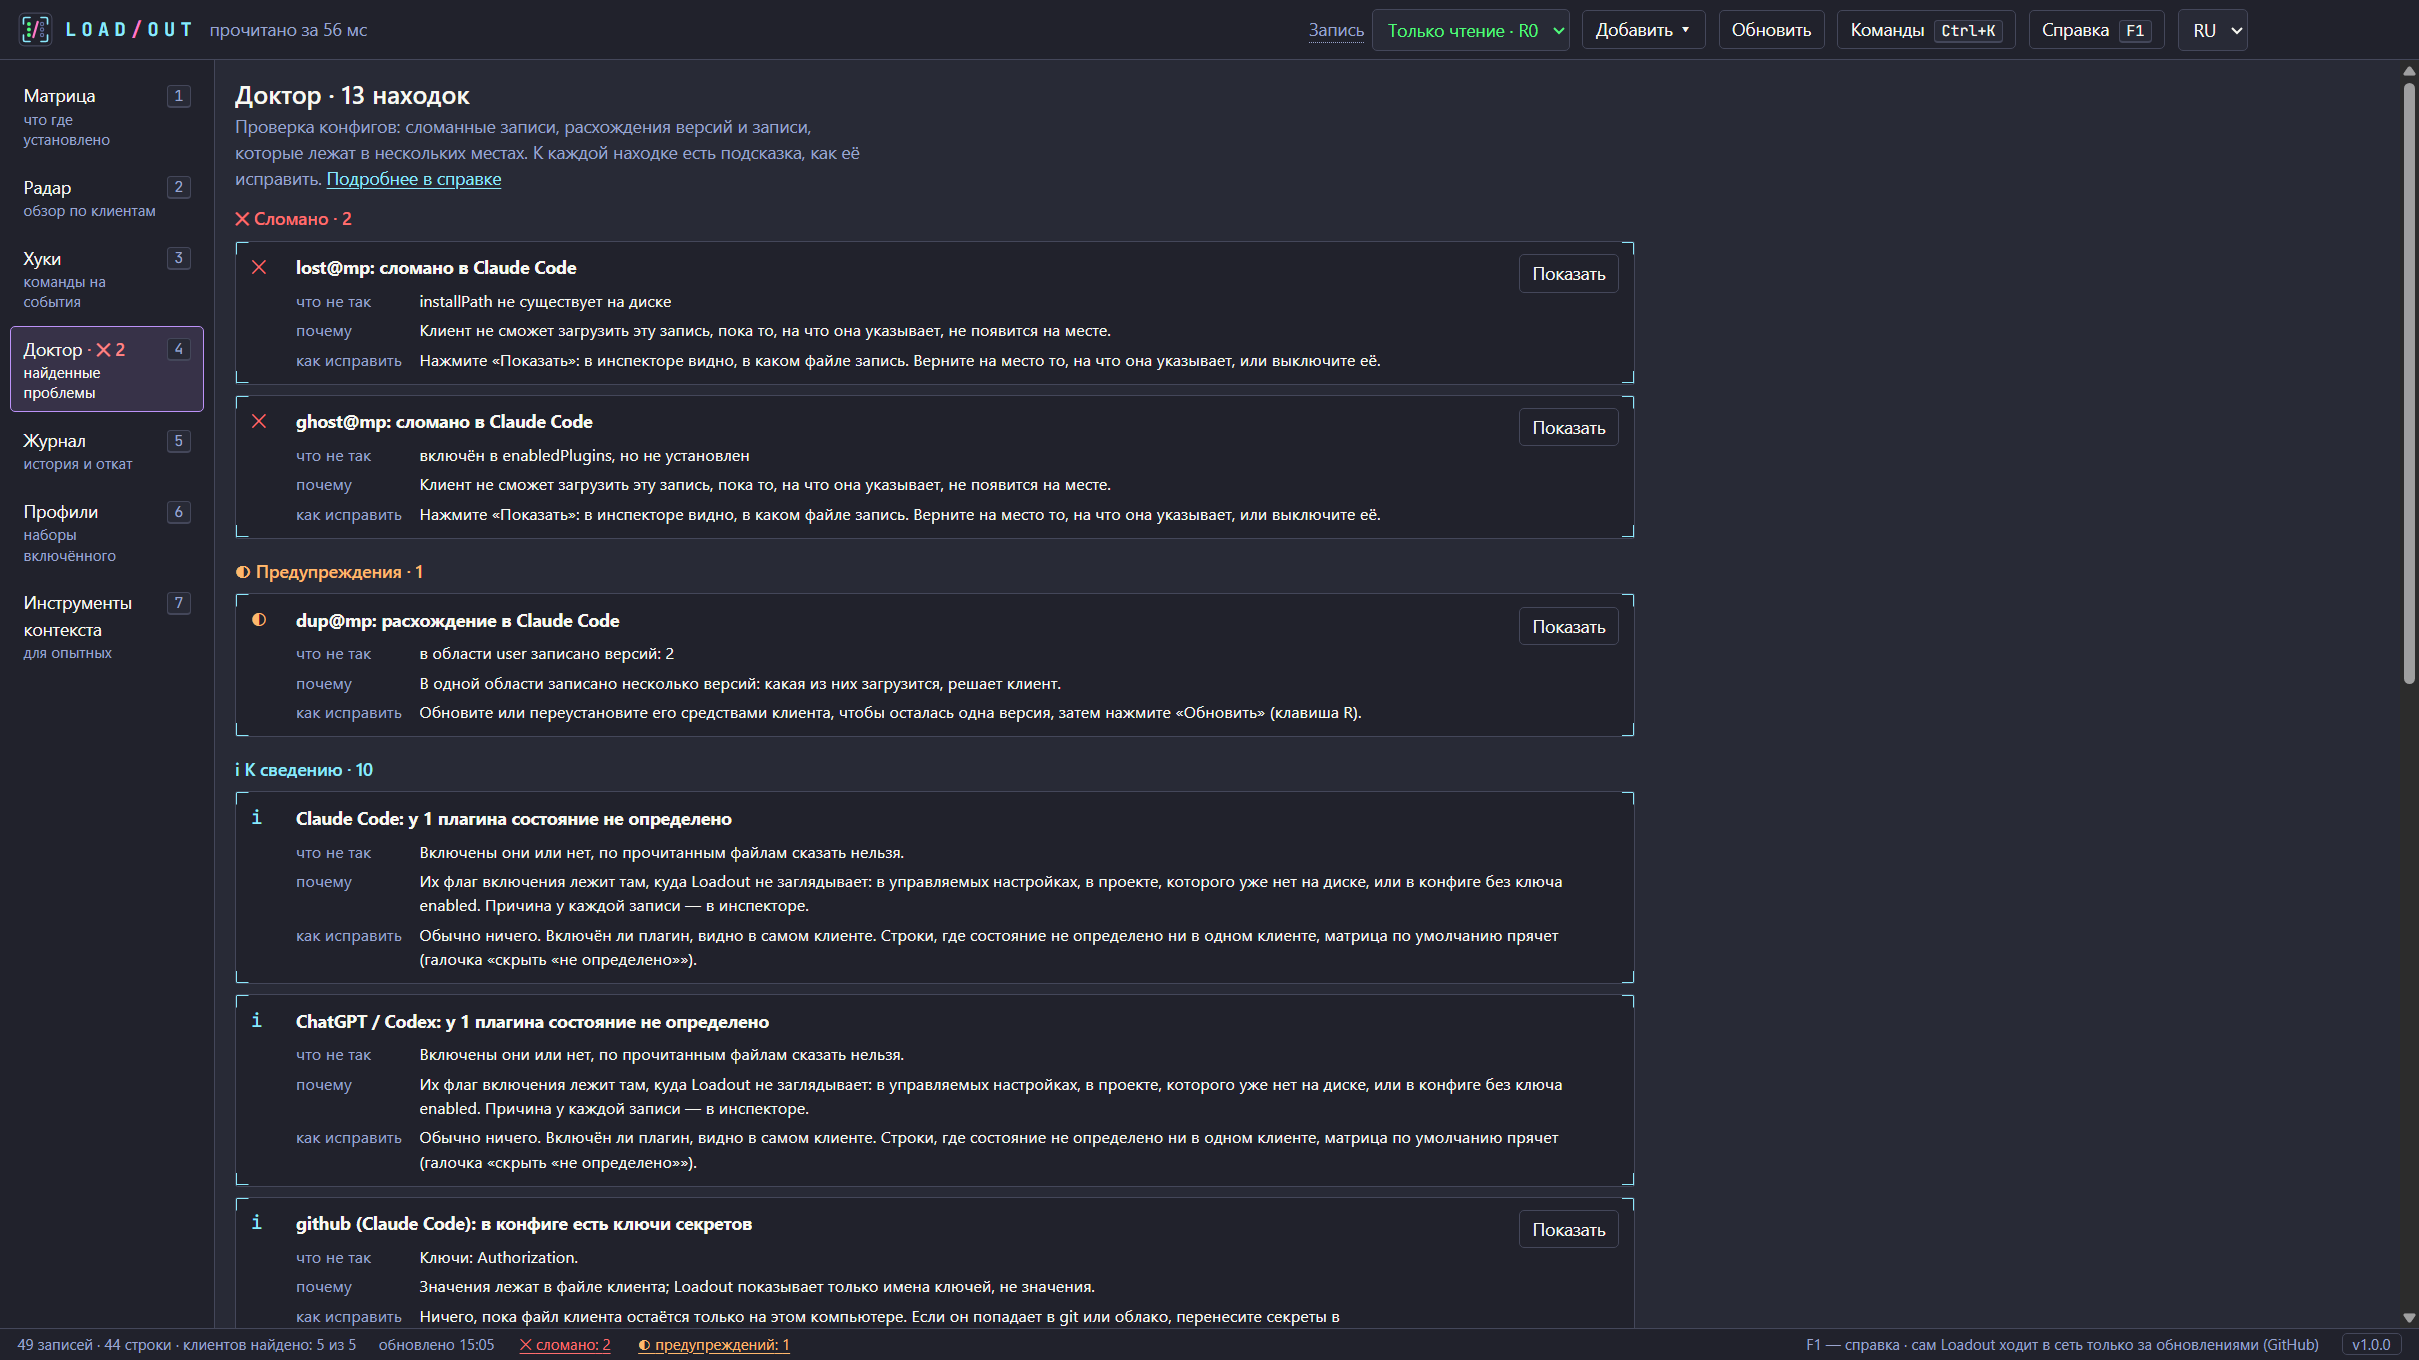 LOAD/OUT прочитано за 56 мс
Запись Только чтение · R0 Добавить ▾ Обновить Команды Ctrl+K Справка F1 RU
Матрица 1
что где
установлено
Радар 2
обзор по клиентам
Хуки 3
команды на
события
Доктор · ✕ 2 4
найденные
проблемы
Журнал 5
история и откат
Профили 6
наборы
включённого
Инструменты 7
контекста
для опытных
Доктор · 13 находок
Проверка конфигов: сломанные записи, расхождения версий и записи,
которые лежат в нескольких местах. К каждой находке есть подсказка, как её
исправить. Подробнее в справке
✕ Сломано · 2
✕ lost@mp: сломано в Claude Code Показать
что не так installPath не существует на диске
почему Клиент не сможет загрузить эту запись, пока то, на что она указывает, не появится на месте.
как исправить Нажмите «Показать»: в инспекторе видно, в каком файле запись. Верните на место то, на что она указывает, или выключите её.
✕ ghost@mp: сломано в Claude Code Показать
что не так включён в enabledPlugins, но не установлен
почему Клиент не сможет загрузить эту запись, пока то, на что она указывает, не появится на месте.
как исправить Нажмите «Показать»: в инспекторе видно, в каком файле запись. Верните на место то, на что она указывает, или выключите её.
◐ Предупреждения · 1
◐ dup@mp: расхождение в Claude Code Показать
что не так в области user записано версий: 2
почему В одной области записано несколько версий: какая из них загрузится, решает клиент.
как исправить Обновите или переустановите его средствами клиента, чтобы осталась одна версия, затем нажмите «Обновить» (клавиша R).
i К сведению · 10
i Claude Code: у 1 плагина состояние не определено
что не так Включены они или нет, по прочитанным файлам сказать нельзя.
почему Их флаг включения лежит там, куда Loadout не заглядывает: в управляемых настройках, в проекте, которого уже нет на диске, или в конфиге без ключа
enabled. Причина у каждой записи — в инспекторе.
как исправить Обычно ничего. Включён ли плагин, видно в самом клиенте. Строки, где состояние не определено ни в одном клиенте, матрица по умолчанию прячет
(галочка «скрыть «не определено»»).
i ChatGPT / Codex: у 1 плагина состояние не определено
что не так Включены они или нет, по прочитанным файлам сказать нельзя.
почему Их флаг включения лежит там, куда Loadout не заглядывает: в управляемых настройках, в проекте, которого уже нет на диске, или в конфиге без ключа
enabled. Причина у каждой записи — в инспекторе.
как исправить Обычно ничего. Включён ли плагин, видно в самом клиенте. Строки, где состояние не определено ни в одном клиенте, матрица по умолчанию прячет
(галочка «скрыть «не определено»»).
i github (Claude Code): в конфиге есть ключи секретов Показать
что не так Ключи: Authorization.
почему Значения лежат в файле клиента; Loadout показывает только имена ключей, не значения.
как исправить Ничего, пока файл клиента остаётся только на этом компьютере. Если он попадает в git или облако, перенесите секреты в
49 записей · 44 строки · клиентов найдено: 5 из 5 обновлено 15:05 ✕ сломано: 2 ◐ предупреждений: 1 F1 — справка · сам Loadout ходит в сеть только за обновлениями (GitHub) v1.0.0